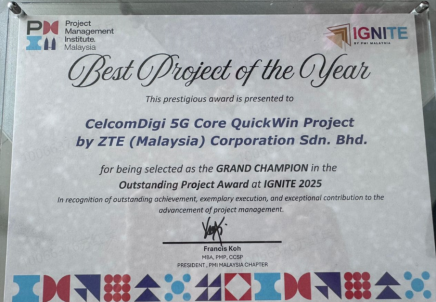 Project
Management
Institute.
Malaysia
IGNITE
BY PMI MALAYSIA
Best Project of the Year
This prestigious award is presented to
CelcomDigi 5G Core QuickWin Project
by ZTE (Malaysia) Corporation Sdn. Bhd.
for being selected as the GRAND CHAMPION in the
Outstanding Project Award at IGNITE 2025
In recognition of outstanding achievement, exemplary execution, and exceptional contribution to the
advancement of project management.
Francis Koh
MBA, PMP, CCSP
PRESIDENT, PMI MALAYSIA CHAPTER